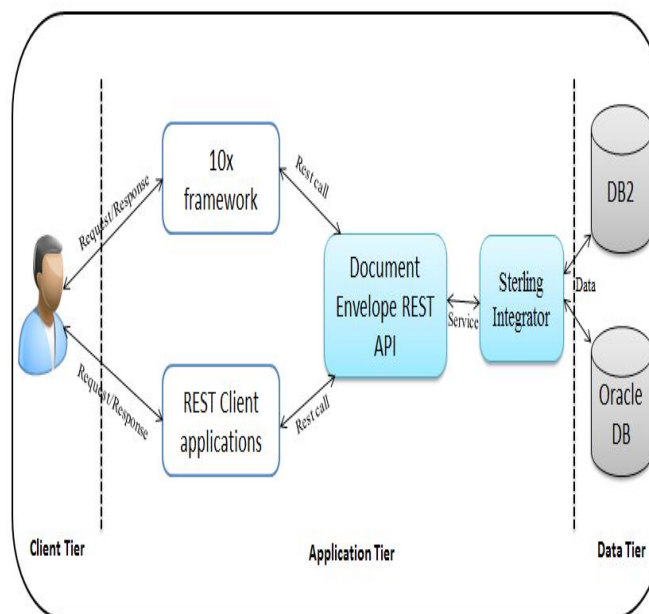 10x
framework
Request/Response
Rest call
DB2
Document
Envelope REST
API
Sterling
Integrator
Data
Service
Request/Response
REST Client
applications
Rest call
Oracle
DB
Client Tier
Application Tier
Data Tier